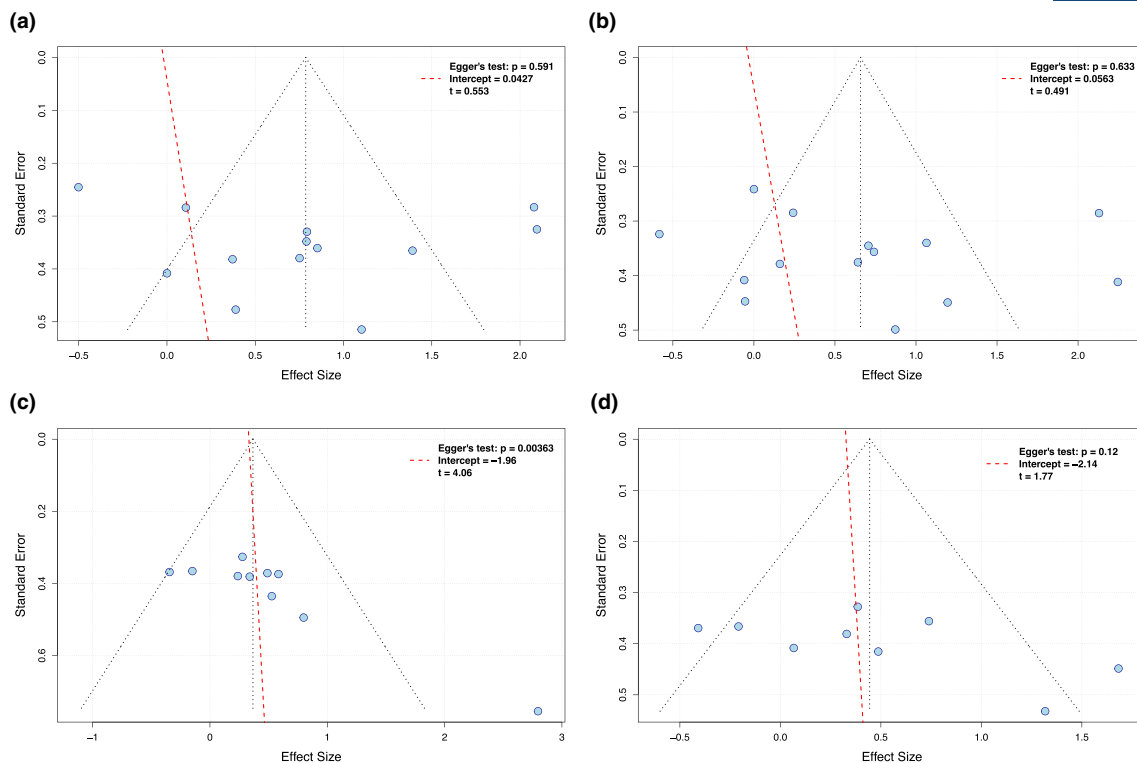 (a)
Egger's test: p = 0.591
Intercept = 0.0427
t = 0.553
0.0
0.1
0.2
0.3
0.4
0.5
Standard Error
−0.5
0.0
0.5
1.0
1.5
2.0
Effect Size
(b)
Egger's test: p = 0.633
Intercept = 0.0563
t = 0.491
0.0
0.1
0.2
0.3
0.4
0.5
Standard Error
−0.5
0.0
0.5
1.0
1.5
2.0
Effect Size
(c)
Egger's test: p = 0.00363
Intercept = −1.96
t = 4.06
0.0
0.2
0.4
0.6
Standard Error
−1
0
1
2
3
Effect Size
(d)
Egger's test: p = 0.12
Intercept = −2.14
t = 1.77
0.0
0.1
0.2
0.3
0.4
0.5
Standard Error
−0.5
0.0
0.5
1.0
1.5
Effect Size